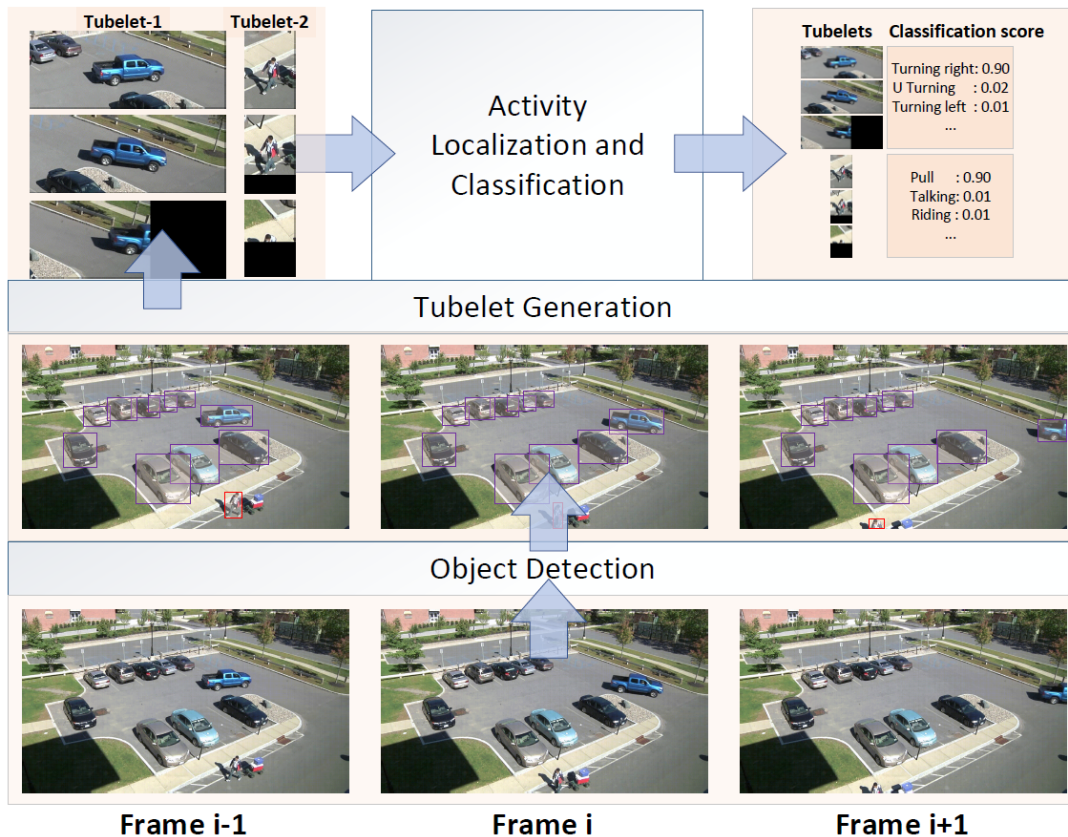 Tubelet-1 Tubelet-2
Activity
Localization and
Classification
Tubelets Classification score
Turning right: 0.90
U Turning : 0.02
Turning left : 0.01
...
Pull : 0.90
Talking: 0.01
Riding : 0.01
...
Tubelet Generation
Object Detection
Frame i-1 Frame i Frame i+1